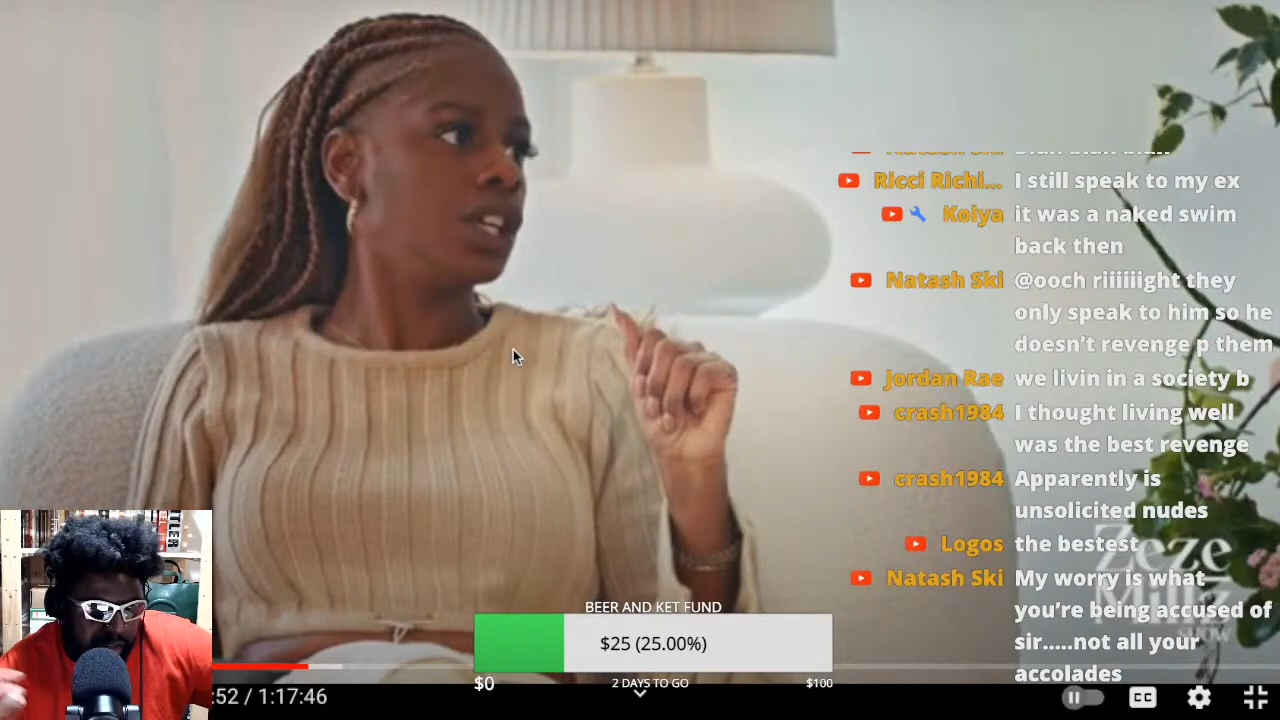 Ricci Richi... I still speak to my ex
Kolya it was a naked swim
back then
Natash Ski @ooch riiiiiight they
only speak to him so he
doesn't revenge p them
Jordan Rae we livin in a society b
crash1984 I thought living well
was the best revenge
crash1984 Apparently is
unsolicited nudes
Logos the bestest
Natash Ski My worry is what
you're being accused of
sir.....not all your
accolades
Zeze
Millz
SHOW
BEER AND KET FUND
$25 (25.00%)
$0 2 DAYS TO GO $100
:52 / 1:17:46
CC